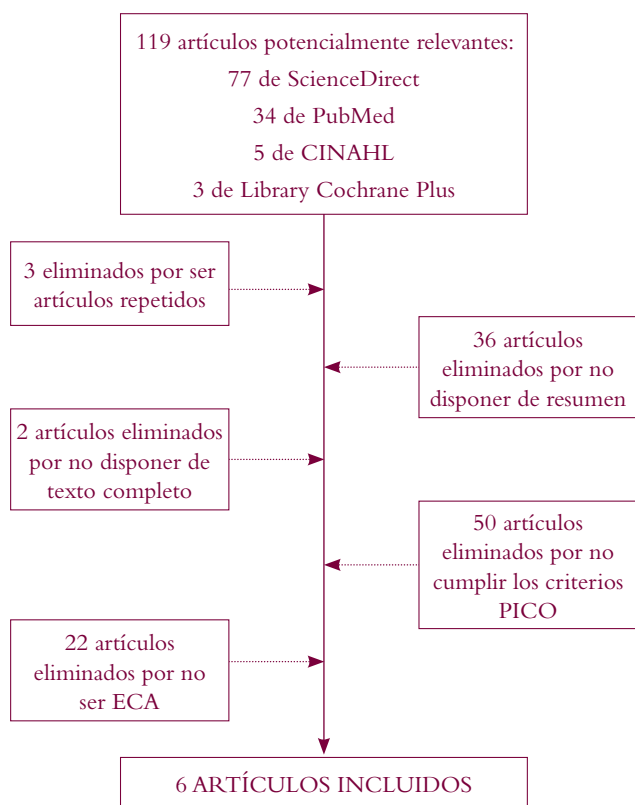 119 artículos potencialmente relevantes:
77 de ScienceDirect
34 de PubMed
5 de CINAHL
3 de Library Cochrane Plus
3 eliminados por ser
artículos repetidos
36 artículos
eliminados por no
disponer de resumen
2 artículos eliminados
por no disponer de
texto completo
50 artículos
eliminados por no
cumplir los criterios
PICO
22 artículos
eliminados por no
ser ECA
6 ARTÍCULOS INCLUIDOS